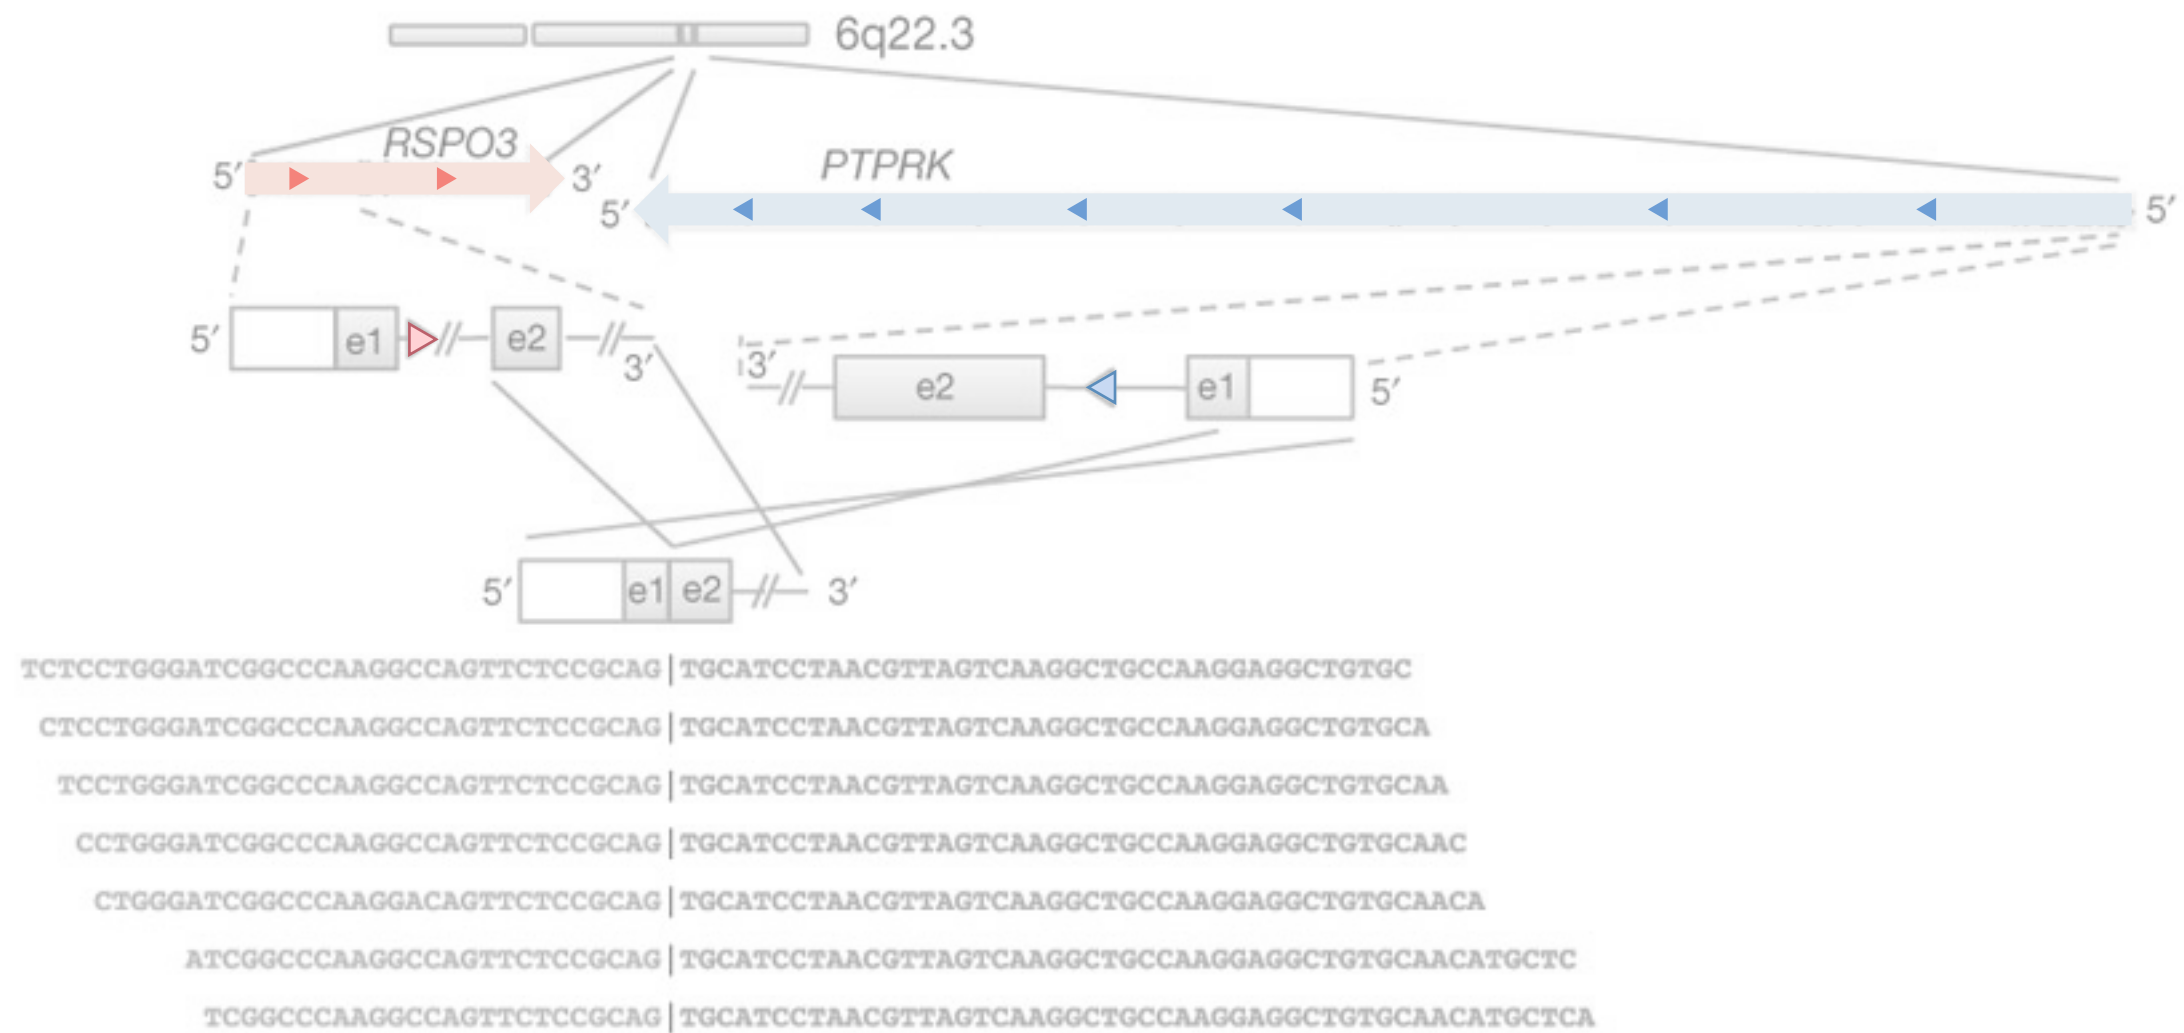 6q22.3
RSPO3
PTPRK
5′ 3′
5′ 5′
5′ e1 e2 3′
3′ e2 e1 5′
5′ e1 e2 3′
TCTCCTGGGATCGGCCCAAGGCCAGTTCTCCGCAG|TGCATCCTAACGTTAGTCAAGGCTGCCAAGGAGGCTGTGC
CTCCTGGGATCGGCCCAAGGCCAGTTCTCCGCAG|TGCATCCTAACGTTAGTCAAGGCTGCCAAGGAGGCTGTGCA
TCCTGGGATCGGCCCAAGGCCAGTTCTCCGCAG|TGCATCCTAACGTTAGTCAAGGCTGCCAAGGAGGCTGTGCAA
CCTGGGATCGGCCCAAGGCCAGTTCTCCGCAG|TGCATCCTAACGTTAGTCAAGGCTGCCAAGGAGGCTGTGCAAC
CTGGGATCGGCCCAAGGACAGTTCTCCGCAG|TGCATCCTAACGTTAGTCAAGGCTGCCAAGGAGGCTGTGCAACA
ATCGGCCCAAGGCCAGTTCTCCGCAG|TGCATCCTAACGTTAGTCAAGGCTGCCAAGGAGGCTGTGCAACATGCTC
TCGGCCCAAGGCCAGTTCTCCGCAG|TGCATCCTAACGTTAGTCAAGGCTGCCAAGGAGGCTGTGCAACATGCTCA